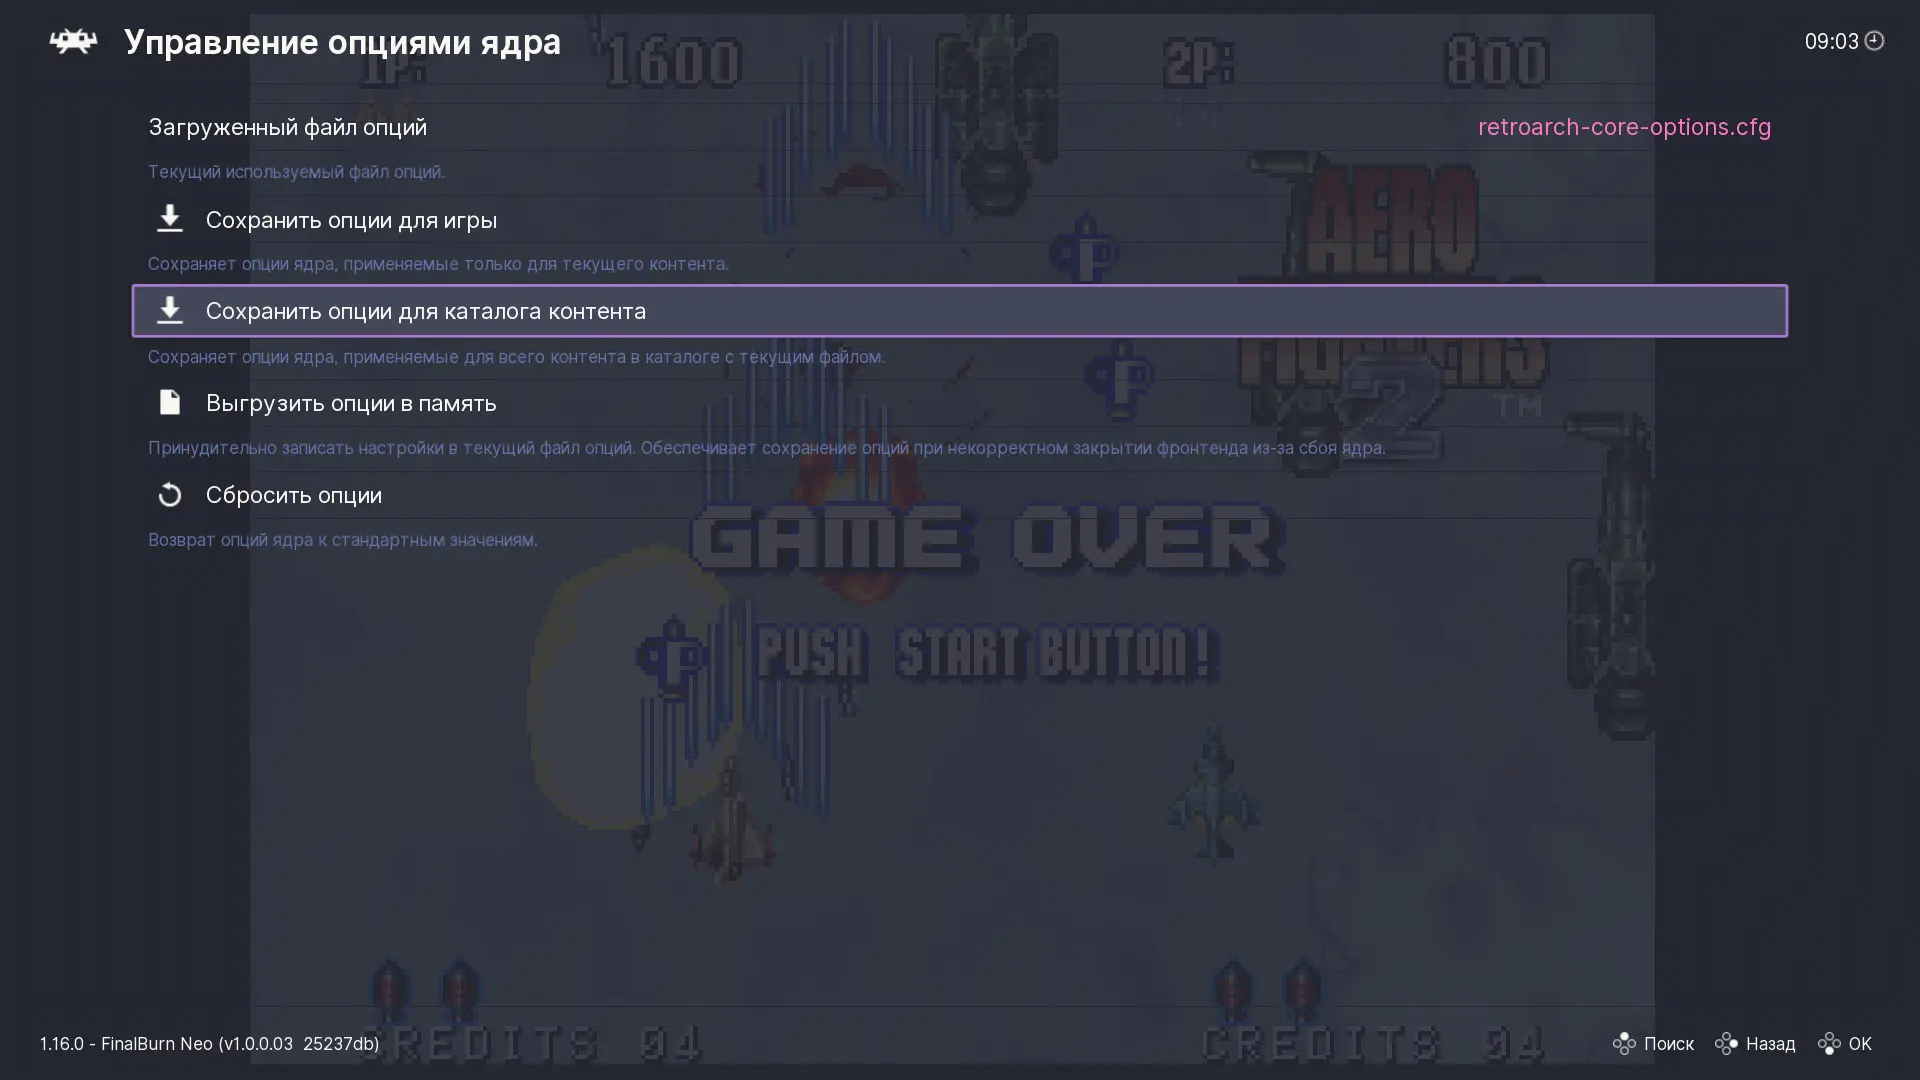 Управление опциями ядра
09:03
1P: 1600 2P: 800
Загруженный файл опций retroarch-core-options.cfg
Текущий используемый файл опций.
Сохранить опции для игры
Сохраняет опции ядра, применяемые только для текущего контента.
AERO
Сохранить опции для каталога контента
Сохраняет опции ядра, применяемые для всего контента в каталоге с текущим файлом.
2 TM
Выгрузить опции в память
Принудительно записать настройки в текущий файл опций. Обеспечивает сохранение опций при некорректном закрытии фронтенда из-за сбоя ядра.
Сбросить опции
Возврат опций ядра к стандартным значениям.
GAME OVER
P
P
P
PUSH START BUTTON!
CREDITS 04 CREDITS 04
1.16.0 - FinalBurn Neo (v1.0.0.03 25237db)
Поиск Назад OK